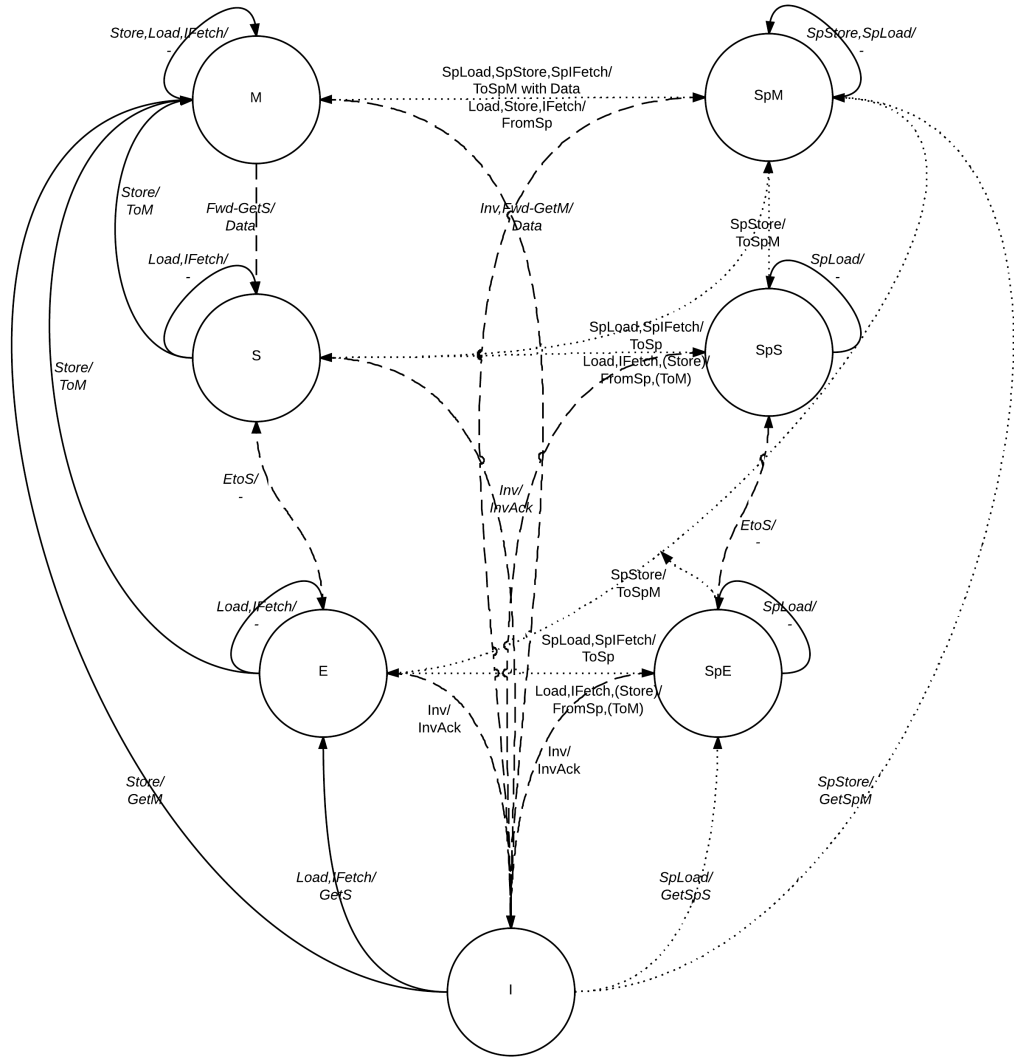 Store,Load,IFetch/
-
SpStore,SpLoad/
-
M
SpLoad,SpStore,SpIFetch/
ToSpM with Data
Load,Store,IFetch/
FromSp
SpM
Store/
ToM
Fwd-GetS/
Data
Inv,Fwd-GetM/
Data
SpStore/
ToSpM
Load,IFetch/
-
SpLoad/
-
S
SpLoad,SpIFetch/
ToSp
Load,IFetch,(Store)/
FromSp,(ToM)
SpS
Store/
ToM
EtoS/
-
Inv/
InvAck
EtoS/
-
SpStore/
ToSpM
Load,IFetch/
-
SpLoad/
-
E
SpLoad,SpIFetch/
ToSp
SpE
Load,IFetch,(Store)/
FromSp,(ToM)
Inv/
InvAck
Inv/
InvAck
Store/
GetM
SpStore/
GetSpM
Load,IFetch/
GetS
SpLoad/
GetSpS
I